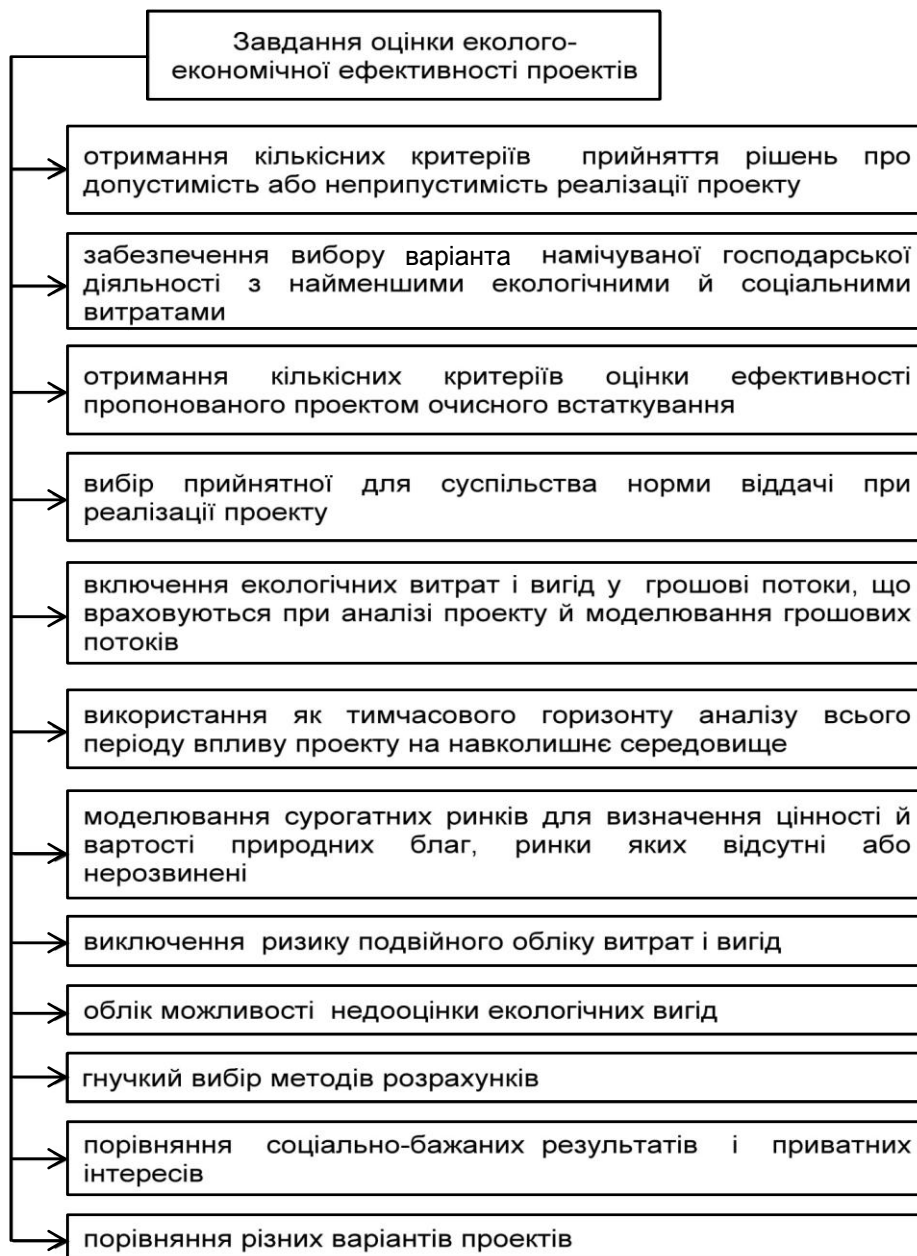 Завдання оцінки еколого-
економічної ефективності проектів
отримання кількісних критеріїв прийняття рішень про
допустимість або неприпустимість реалізації проекту
забезпечення вибору варіанта намічуваної господарської
діяльності з найменшими екологічними й соціальними
витратами
отримання кількісних критеріїв оцінки ефективності
пропонованого проектом очисного встаткування
вибір прийнятної для суспільства норми віддачі при
реалізації проекту
включення екологічних витрат і вигід у грошові потоки, що
враховуються при аналізі проекту й моделювання грошових
потоків
використання як тимчасового горизонту аналізу всього
періоду впливу проекту на навколишнє середовище
моделювання сурогатних ринків для визначення цінності й
вартості природних благ, ринки яких відсутні або
нерозвинені
виключення ризику подвійного обліку витрат і вигід
облік можливості недооцінки екологічних вигід
гнучкий вибір методів розрахунків
порівняння соціально-бажаних результатів і приватних
інтересів
порівняння різних варіантів проектів